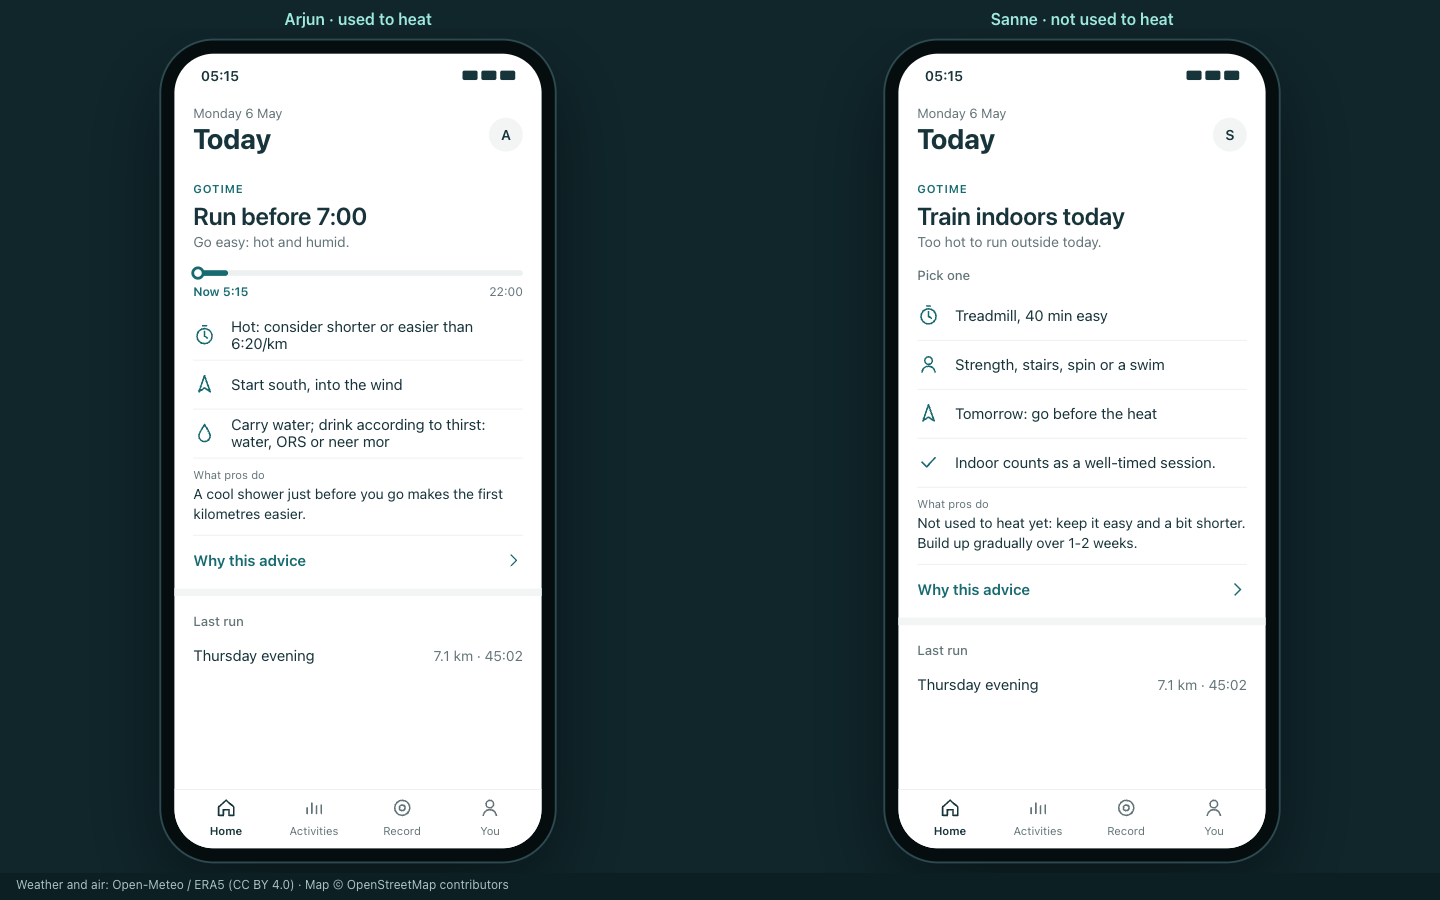 Arjun · used to heat
05:15
Monday 6 May
Today
A
GOTIME
Run before 7:00
Go easy: hot and humid.
Now 5:15
22:00
Hot: consider shorter or easier than
6:20/km
Start south, into the wind
Carry water; drink according to thirst:
water, ORS or neer mor
What pros do
A cool shower just before you go makes the first
kilometres easier.
Why this advice
Last run
Thursday evening
7.1 km · 45:02
Home
Activities
Record
You
Sanne · not used to heat
05:15
Monday 6 May
Today
S
GOTIME
Train indoors today
Too hot to run outside today.
Pick one
Treadmill, 40 min easy
Strength, stairs, spin or a swim
Tomorrow: go before the heat
Indoor counts as a well-timed session.
What pros do
Not used to heat yet: keep it easy and a bit shorter.
Build up gradually over 1-2 weeks.
Why this advice
Last run
Thursday evening
7.1 km · 45:02
Home
Activities
Record
You
Weather and air: Open-Meteo / ERA5 (CC BY 4.0) · Map © OpenStreetMap contributors